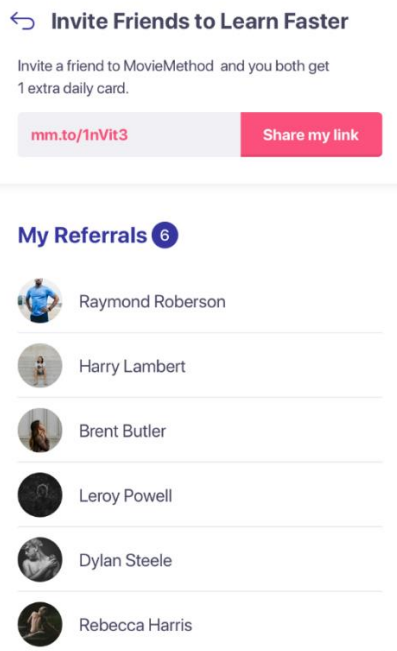 Invite Friends to Learn Faster
Invite a friend to MovieMethod and you both get
1 extra daily card.
mm.to/1nVit3
Share my link
My Referrals 6
Raymond Roberson
Harry Lambert
Brent Butler
Leroy Powell
Dylan Steele
Rebecca Harris